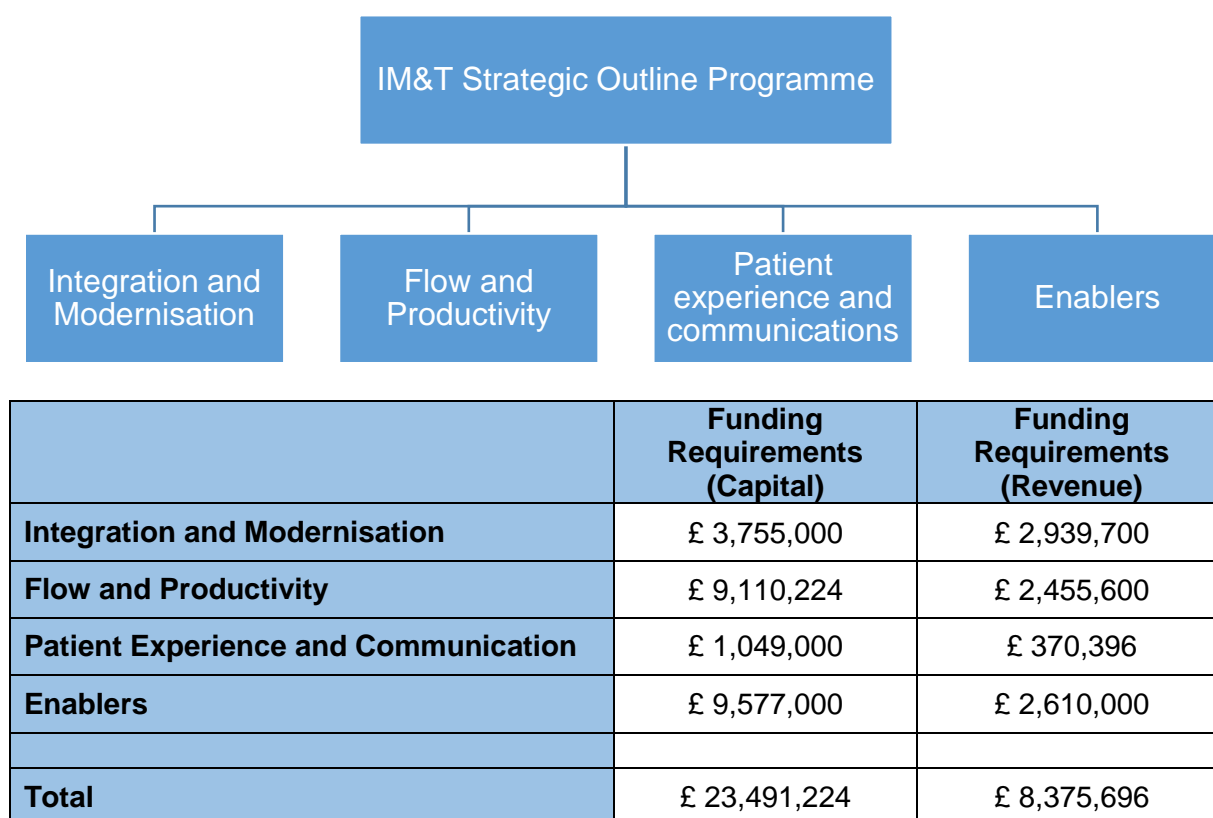 IM&T Strategic Outline Programme
Integration and
Modernisation
Flow and
Productivity
Patient
experience and
communications
Enablers
Funding
Requirements
(Capital)
Funding
Requirements
(Revenue)
Integration and Modernisation £ 3,755,000 £ 2,939,700
Flow and Productivity £ 9,110,224 £ 2,455,600
Patient Experience and Communication £ 1,049,000 £ 370,396
Enablers £ 9,577,000 £ 2,610,000
Total £ 23,491,224 £ 8,375,696